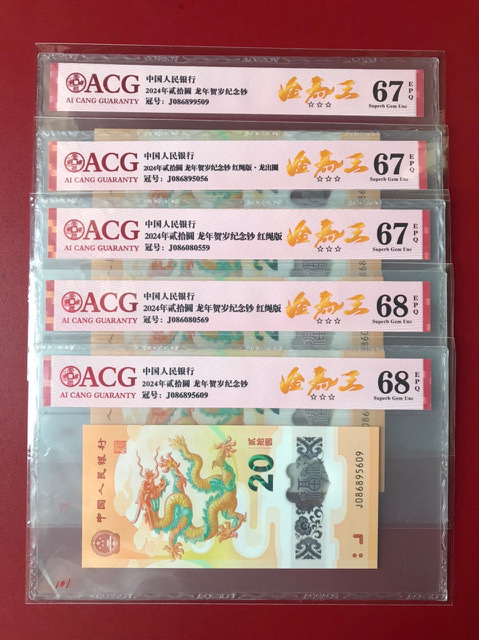 ACG
AI CANG GUARANTY
中国人民银行
2024年贰拾圆 龙年贺岁纪念钞
冠号：J086899509
☆☆☆
67
EPQ
Superb Gem Unc
ACG
AI CANG GUARANTY
中国人民银行
2024年贰拾圆 龙年贺岁纪念钞 红绳版·龙出圈
冠号：J086895056
☆☆☆
67
EPQ
Superb Gem Unc
ACG
AI CANG GUARANTY
中国人民银行
2024年贰拾圆 龙年贺岁纪念钞 红绳版
冠号：J086080559
☆☆☆
67
EPQ
Superb Gem Unc
ACG
AI CANG GUARANTY
中国人民银行
2024年贰拾圆 龙年贺岁纪念钞 红绳版
冠号：J086080569
☆☆☆
68
EPQ
Superb Gem Unc
ACG
AI CANG GUARANTY
中国人民银行
2024年贰拾圆 龙年贺岁纪念钞
冠号：J086895609
☆☆☆
68
EPQ
Superb Gem Unc
中国人民银行
贰拾圆
20
J086895609
101